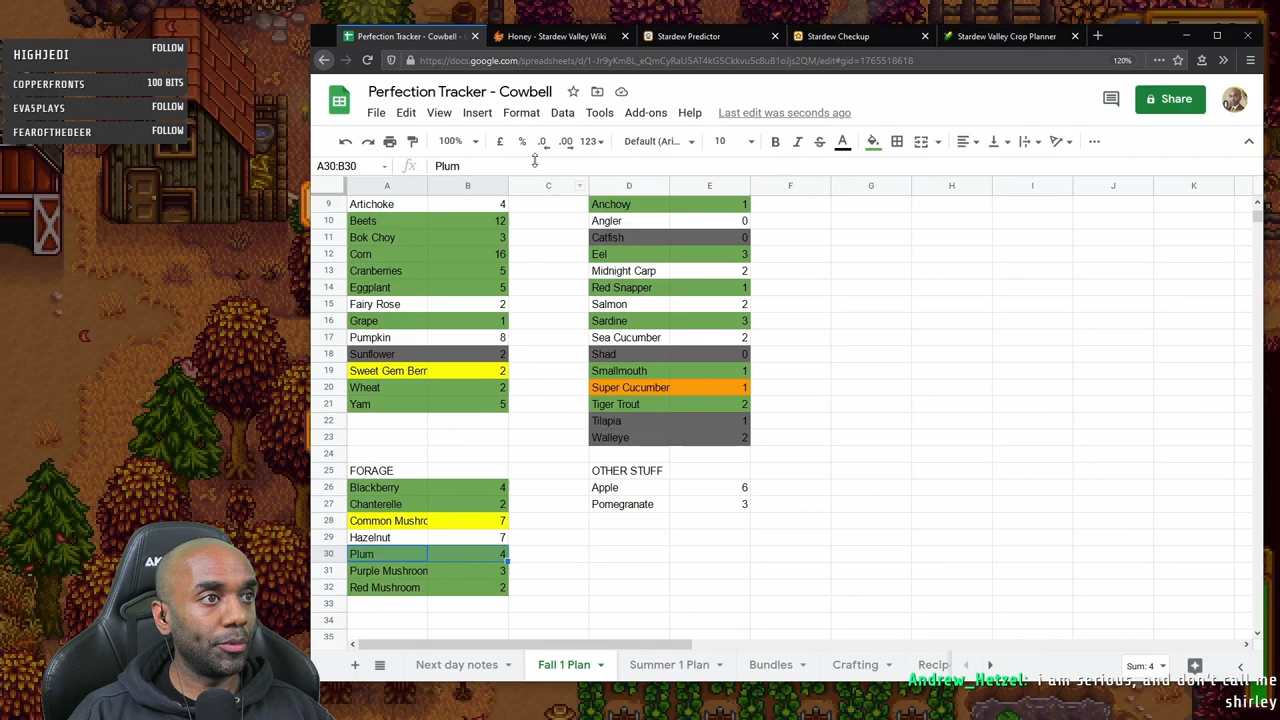 HIGHJEDI FOLLOW
COPPERFRONTS 100 BITS
EVA5PLAYS FOLLOW
FEAROFTHEDEER FOLLOW
Perfection Tracker - Cowbell -
Honey - Stardew Valley Wiki
Stardew Predictor
Stardew Checkup
Stardew Valley Crop Planner
120%
Perfection Tracker - Cowbell
File Edit View Insert Format Data Tools Add-ons Help Last edit was seconds ago
Share
100% £ % .0 .00 123 Default (Ari... 10 B I S A
A30:B30 fx Plum
A B C D E F G H I J K
9 Artichoke 4 Anchovy 1
10 Beets 12 Angler 0
11 Bok Choy 3 Catfish 0
12 Corn 16 Eel 3
13 Cranberries 5 Midnight Carp 2
14 Eggplant 5 Red Snapper 1
15 Fairy Rose 2 Salmon 2
16 Grape 1 Sardine 3
17 Pumpkin 8 Sea Cucumber 2
18 Sunflower 2 Shad 0
19 Sweet Gem Berr 2 Smallmouth 1
20 Wheat 2 Super Cucumber 1
21 Yam 5 Tiger Trout 2
22 Tilapia 1
23 Walleye 2
24
25 FORAGE OTHER STUFF
26 Blackberry 4 Apple 6
27 Chanterelle 2 Pomegranate 3
28 Common Mushro 7
29 Hazelnut 7
30 Plum 4
31 Purple Mushroom 3
32 Red Mushroom 2
33
34
35
Next day notes Fall 1 Plan Summer 1 Plan Bundles Crafting Recip Sum: 4
Andrew_Hetzel: i am serious, and don't call me
shirley